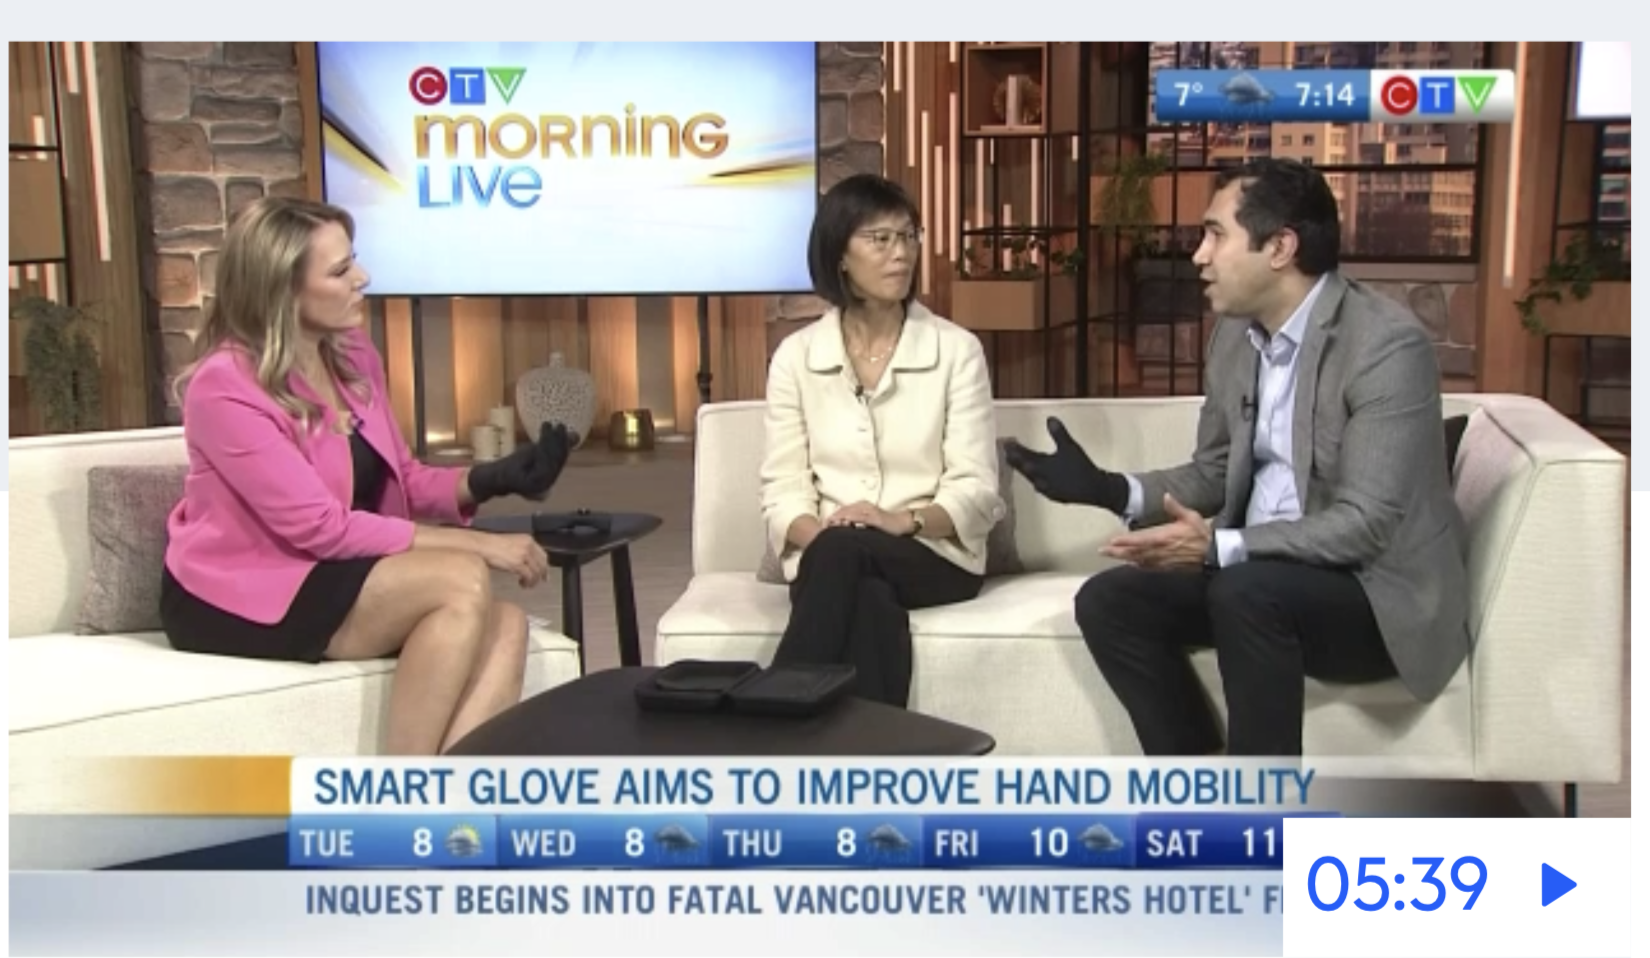 CTV
MORNING
LIVE
7° 7:14 CTV
SMART GLOVE AIMS TO IMPROVE HAND MOBILITY
TUE 8 WED 8 THU 8 FRI 10 SAT 11
INQUEST BEGINS INTO FATAL VANCOUVER 'WINTERS HOTEL'
05:39